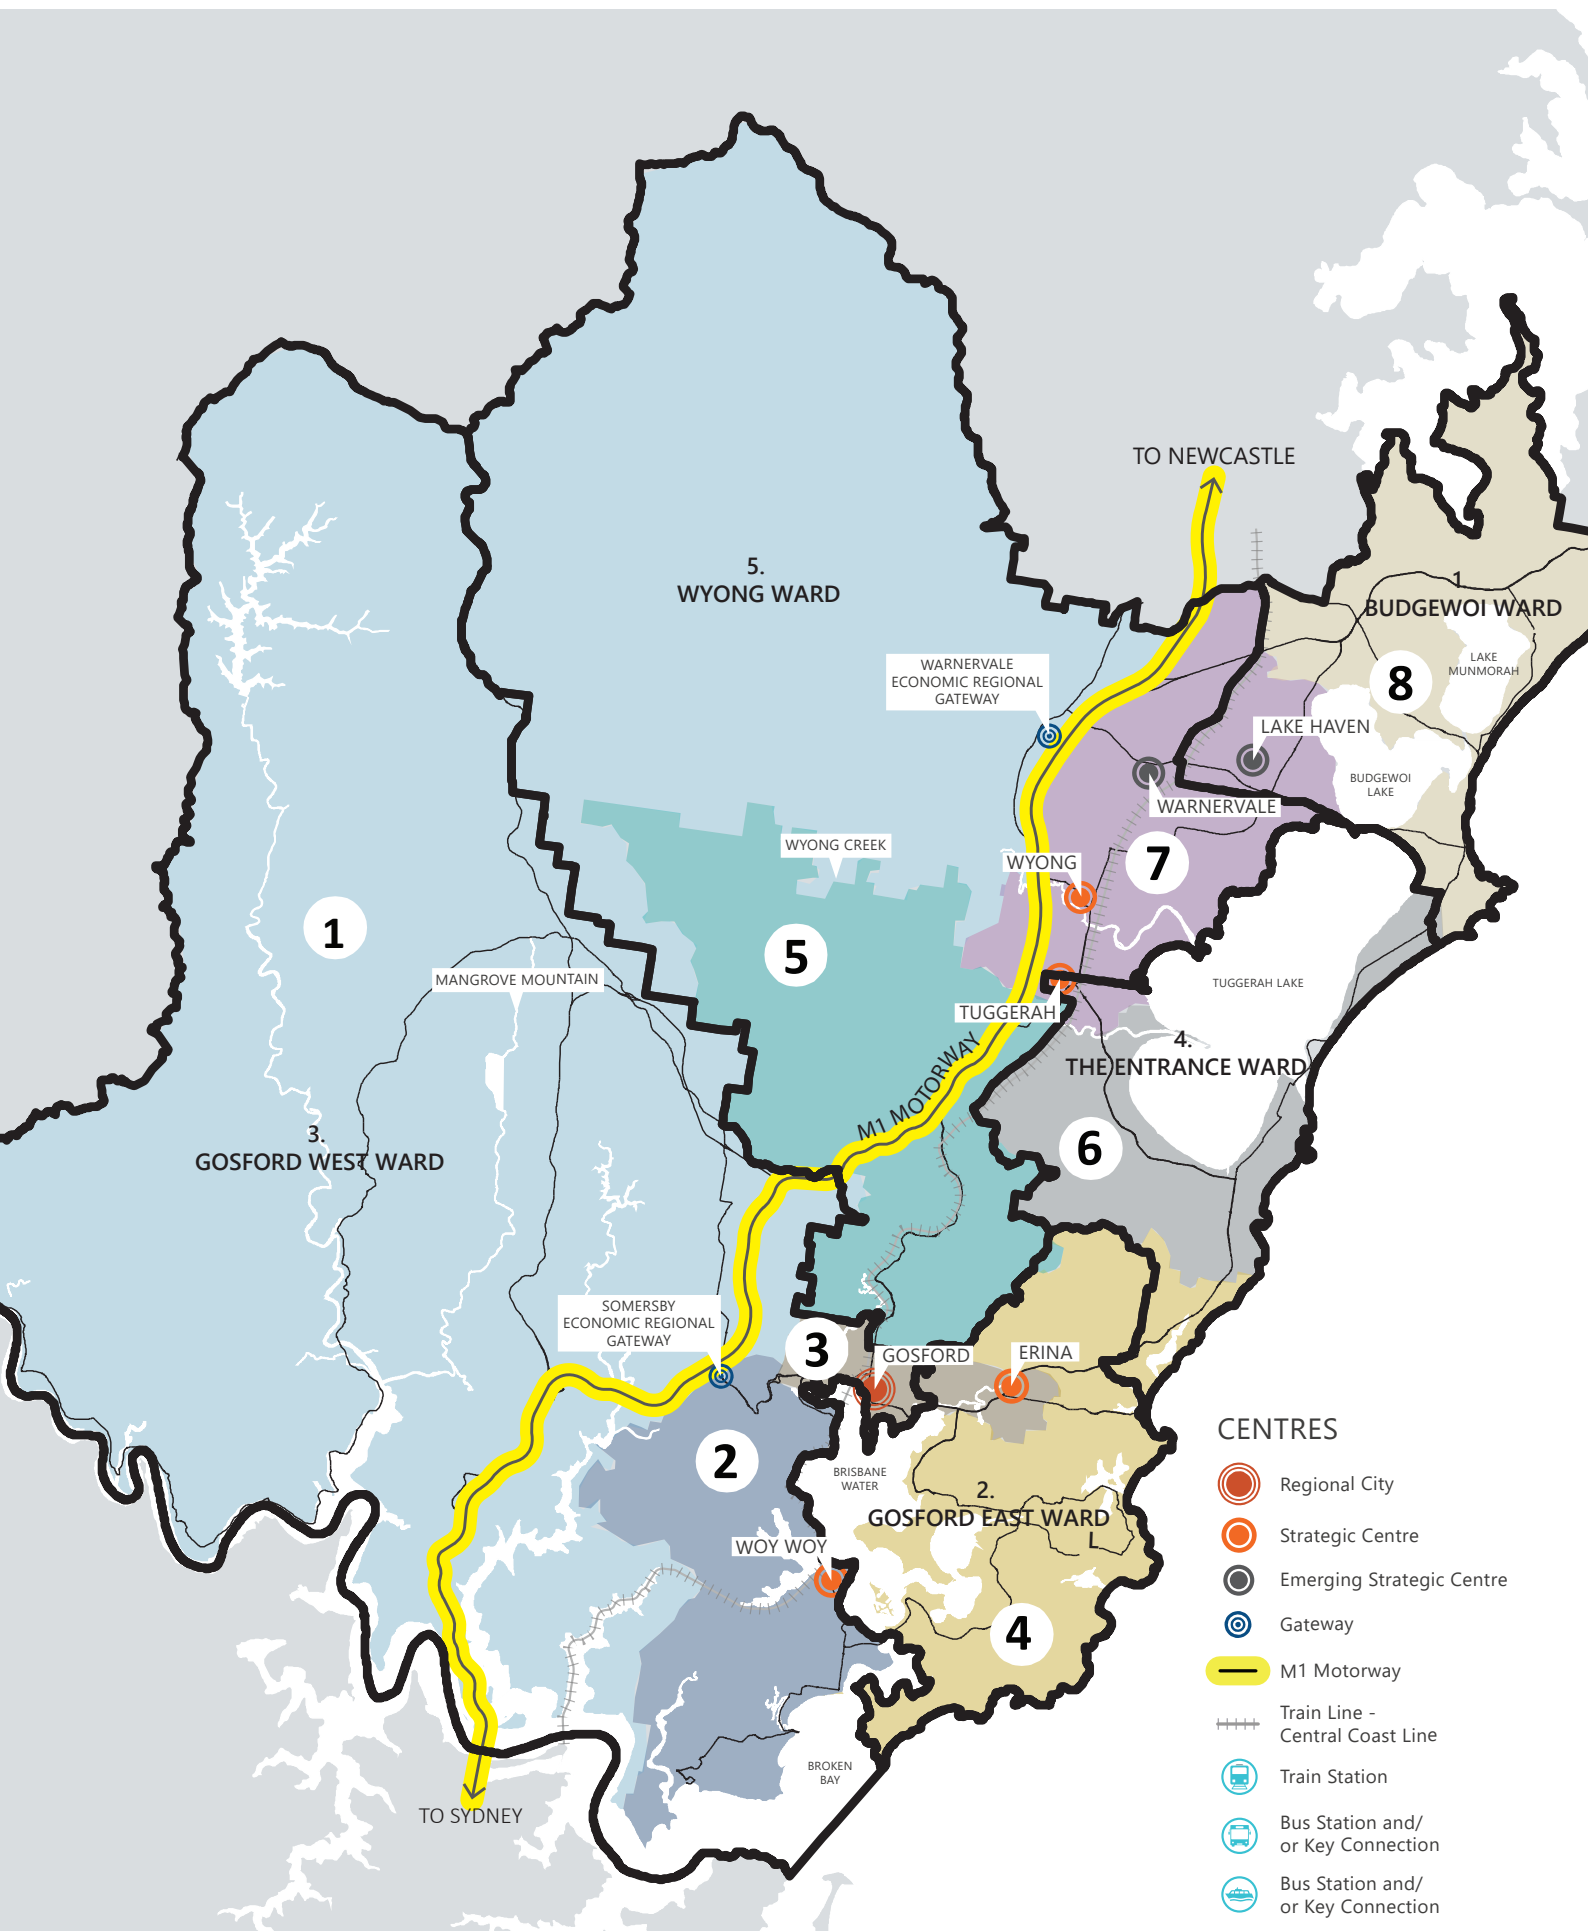 TO NEWCASTLE
5.
WYONG WARD
1.
BUDGEWOI WARD
WARNERVALE
ECONOMIC REGIONAL
GATEWAY
LAKE
MUNMORAH
8
LAKE HAVEN
BUDGEWOI
LAKE
WARNERVALE
WYONG CREEK
WYONG
7
1
5
MANGROVE MOUNTAIN
TUGGERAH LAKE
TUGGERAH
4.
THE ENTRANCE WARD
M1 MOTORWAY
3.
GOSFORD WEST WARD
6
SOMERSBY
ECONOMIC REGIONAL
GATEWAY
3
GOSFORD
ERINA
2
BRISBANE
WATER
2.
GOSFORD EAST WARD
L
WOY WOY
4
BROKEN
BAY
TO SYDNEY
CENTRES
Regional City
Strategic Centre
Emerging Strategic Centre
Gateway
M1 Motorway
Train Line -
Central Coast Line
Train Station
Bus Station and/
or Key Connection
Bus Station and/
or Key Connection